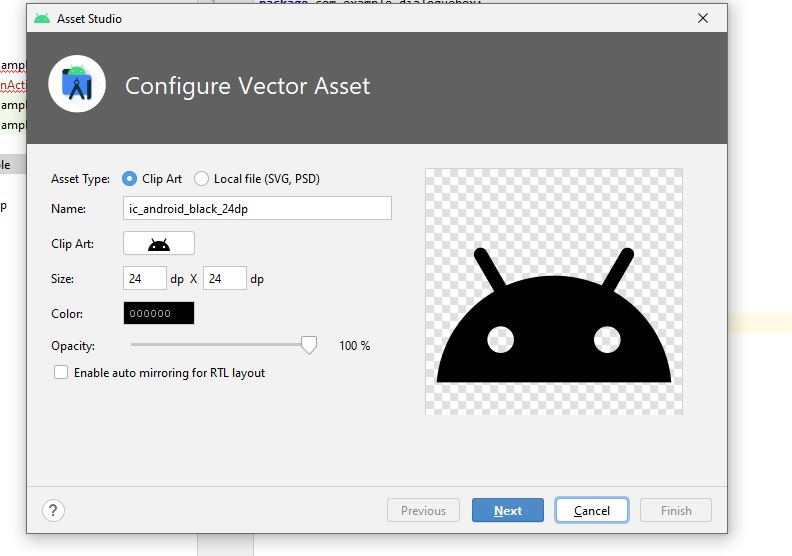 package com.example.dialoguebox;
Asset Studio
Configure Vector Asset
Asset Type: Clip Art Local file (SVG, PSD)
Name: ic_android_black_24dp
Clip Art:
Size: 24 dp X 24 dp
Color: 000000
Opacity: 100 %
Enable auto mirroring for RTL layout
? Previous Next Cancel Finish
ampl
nActi
ampl
ampl
ple
p